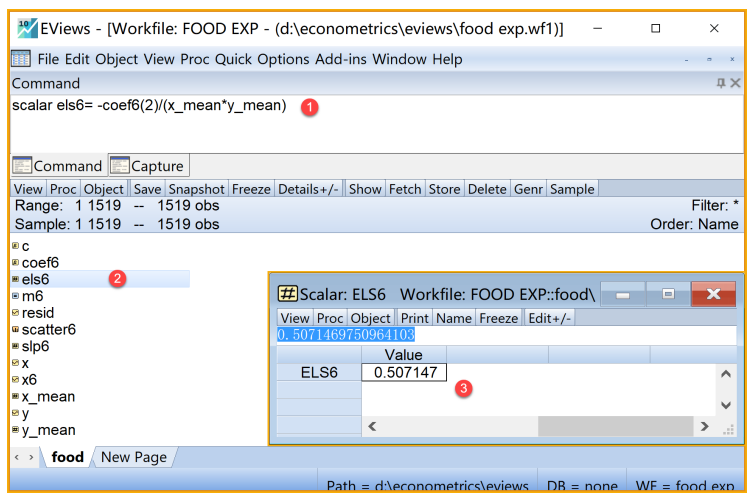 EViews - [Workfile: FOOD EXP - (d:\econometrics\eviews\food exp.wf1)]
File Edit Object View Proc Quick Options Add-ins Window Help
Command
scalar els6= -coef6(2)/(x_mean*y_mean) 1
Command Capture
View Proc Object Save Snapshot Freeze Details+/- Show Fetch Store Delete Genr Sample
Range: 1 1519 -- 1519 obs Filter: *
Sample: 1 1519 -- 1519 obs Order: Name
c
coef6
els6 2
m6
resid
scatter6
slp6
x
x6
x_mean
y
y_mean
Scalar: ELS6 Workfile: FOOD EXP::food\
View Proc Object Print Name Freeze Edit+/-
0.5071469750964103
Value
ELS6 0.507147
3
food New Page
Path = d:\econometrics\eviews DB = none WF = food exp